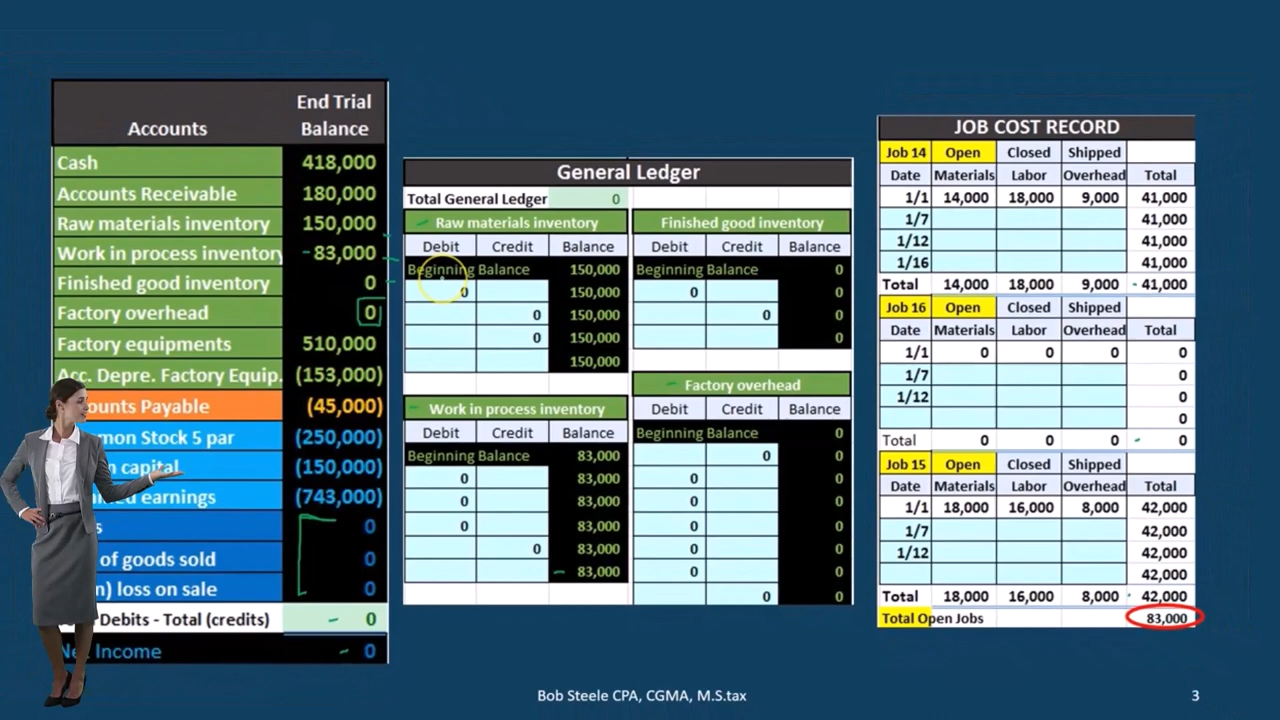 Accounts End Trial Balance
Cash 418,000
Accounts Receivable 180,000
Raw materials inventory 150,000
Work in process inventory 83,000
Finished good inventory 0
Factory overhead 0
Factory equipments 510,000
Acc. Depre. Factory Equip. (153,000)
ounts Payable (45,000)
mon Stock 5 par (250,000)
capital (150,000)
earnings (743,000)
s 0
of goods sold 0
n) loss on sale 0
Debits - Total (credits) 0
Net Income 0
General Ledger
Total General Ledger 0
Raw materials inventory
Debit Credit Balance
Beginning Balance 150,000
0 150,000
0 150,000
0 150,000
150,000
Work in process inventory
Debit Credit Balance
Beginning Balance 83,000
0 83,000
0 83,000
0 83,000
0 83,000
83,000
Finished good inventory
Debit Credit Balance
Beginning Balance 0
0 0
0 0
0
Factory overhead
Debit Credit Balance
Beginning Balance 0
0 0
0 0
0 0
0 0
0 0
0 0
0 0
JOB COST RECORD
Job 14 Open Closed Shipped
Date Materials Labor Overhead Total
1/1 14,000 18,000 9,000 41,000
1/7 41,000
1/12 41,000
1/16 41,000
Total 14,000 18,000 9,000 41,000
Job 16 Open Closed Shipped
Date Materials Labor Overhead Total
1/1 0 0 0 0
1/7 0
1/12 0
0
Total 0 0 0 0
Job 15 Open Closed Shipped
Date Materials Labor Overhead Total
1/1 18,000 16,000 8,000 42,000
1/7 42,000
1/12 42,000
42,000
Total 18,000 16,000 8,000 42,000
Total Open Jobs 83,000
Bob Steele CPA, CGMA, M.S.tax 3